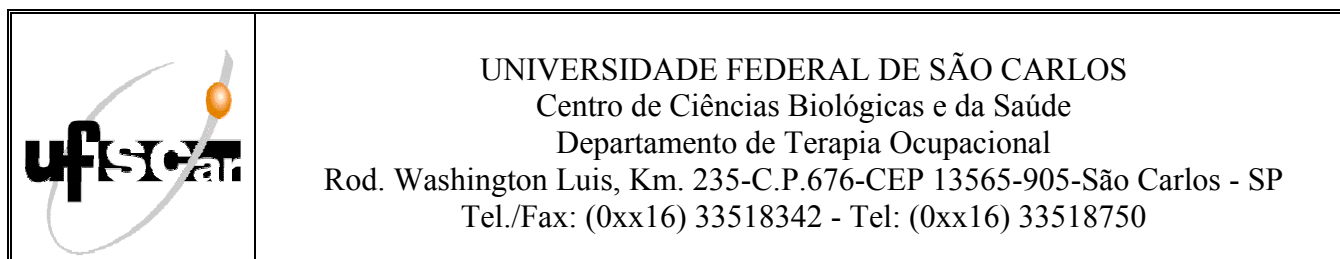 ufscar
UNIVERSIDADE FEDERAL DE SÃO CARLOS
Centro de Ciências Biológicas e da Saúde
Departamento de Terapia Ocupacional
Rod. Washington Luis, Km. 235-C.P.676-CEP 13565-905-São Carlos - SP
Tel./Fax: (0xx16) 33518342 - Tel: (0xx16) 33518750